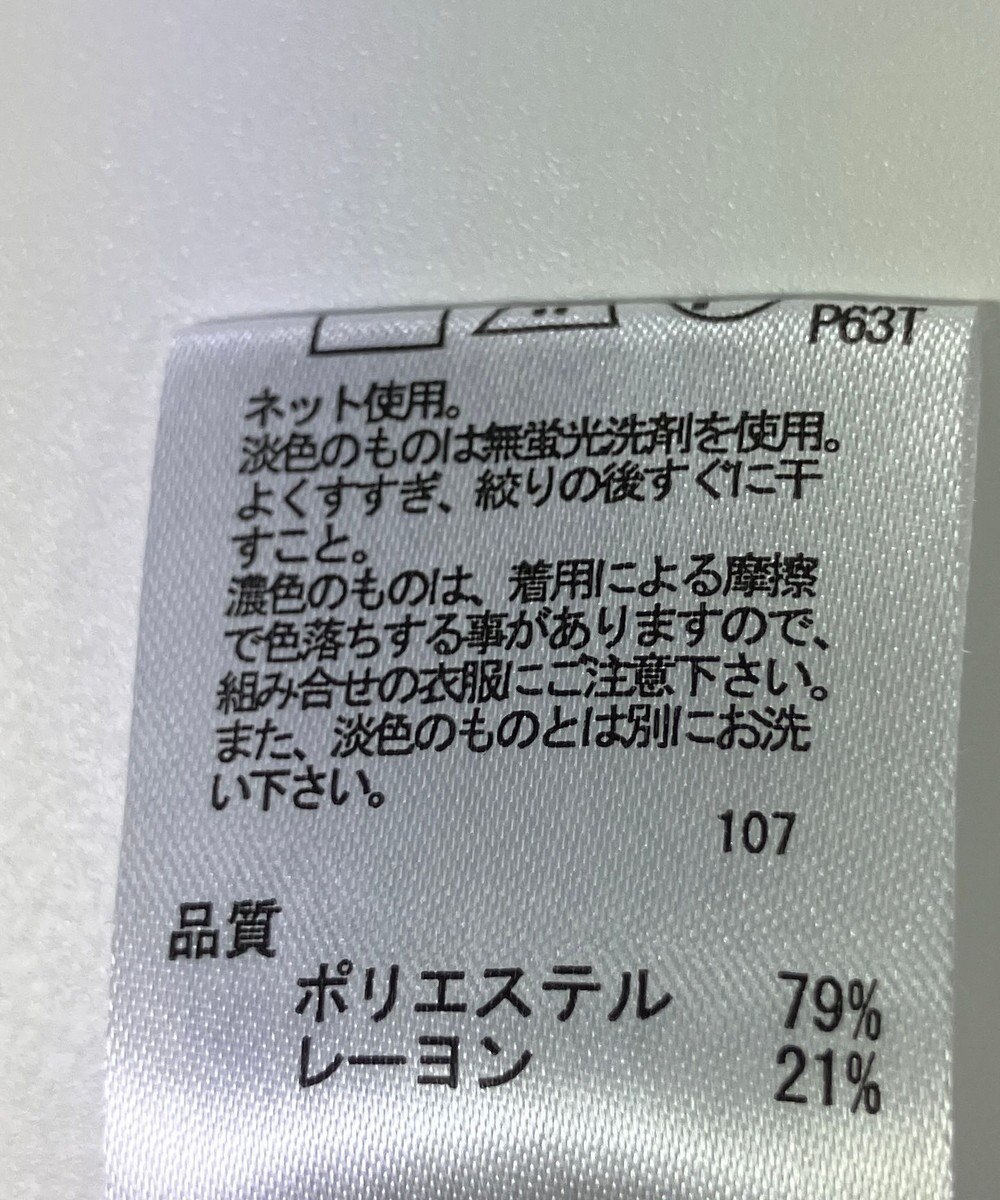 P63T
ネット使用。
淡色のものは無蛍光洗剤を使用。
よくすすぎ、絞りの後すぐに干
すこと。
濃色のものは、着用による摩擦
で色落ちする事がありますので、
組み合せの衣服にご注意下さい。
また、淡色のものとは別にお洗
い下さい。
107
品質
ポリエステル 79%
レーヨン 21%